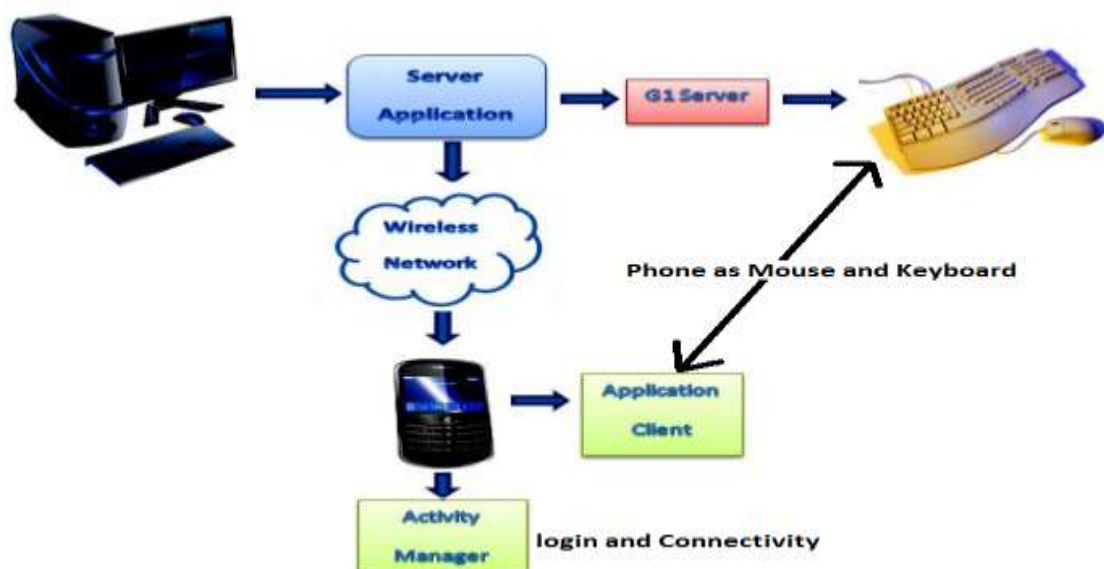 Server
Application
G1 Server
Wireless
Network
Phone as Mouse and Keyboard
Application
Client
Activity
Manager
login and Connectivity